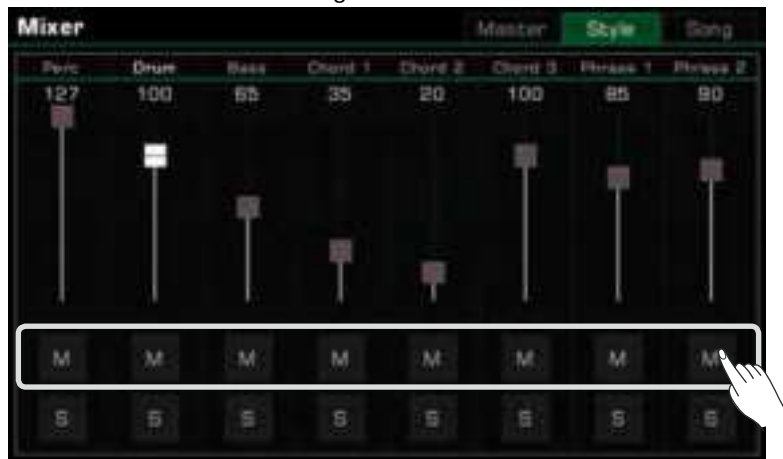 Mixer Master Style Song
Perc Drum Bass Chord 1 Chord 2 Chord 3 Phrase 1 Phrase 2
127 100 65 35 20 100 85 90
M M M M M M M M
S S S S S S S S